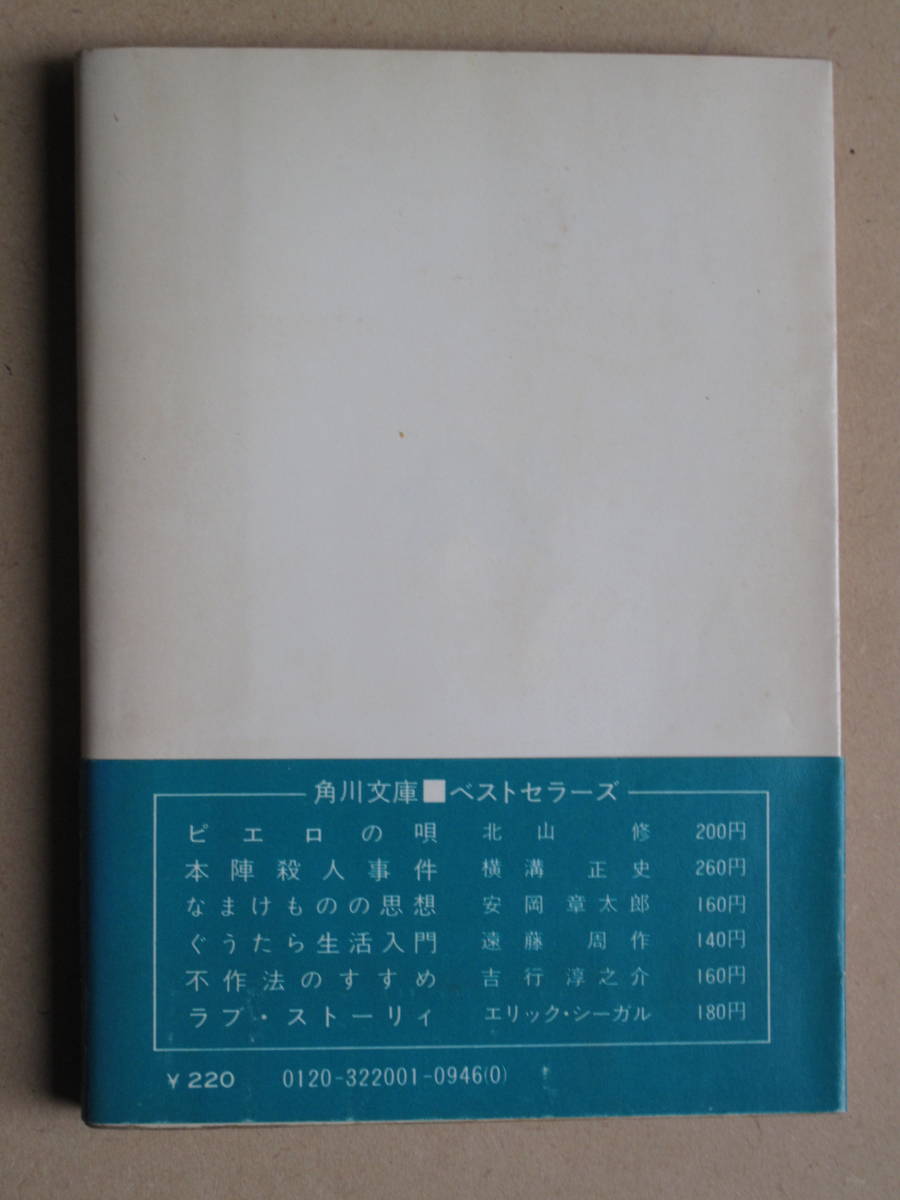 角川文庫■ベストセラーズ
ピエロの唄 北山修 200円
本陣殺人事件 横溝正史 260円
なまけものの思想 安岡章太郎 160円
ぐうたら生活入門 遠藤周作 140円
不作法のすすめ 吉行淳之介 160円
ラブ・ストーリィ エリック・シーガル 180円
¥220 0120-322001-0946(0)